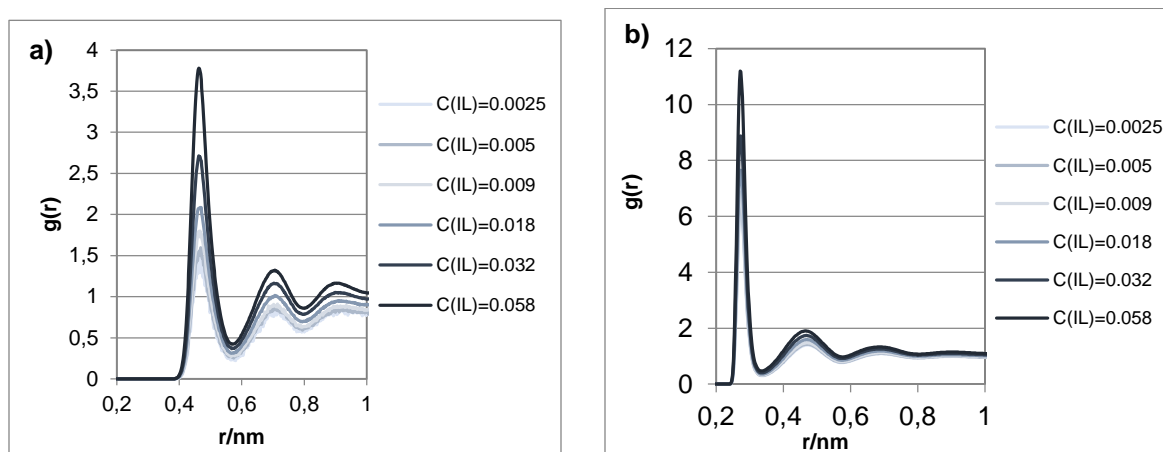 a)
4
3,5
3
2,5
2
1,5
1
0,5
0
g(r)
0,2 0,4 0,6 0,8 1
r/nm
C(IL)=0.0025
C(IL)=0.005
C(IL)=0.009
C(IL)=0.018
C(IL)=0.032
C(IL)=0.058
b)
12
10
8
6
4
2
0
g(r)
0,2 0,4 0,6 0,8 1
r/nm
C(IL)=0.0025
C(IL)=0.005
C(IL)=0.009
C(IL)=0.018
C(IL)=0.032
C(IL)=0.058